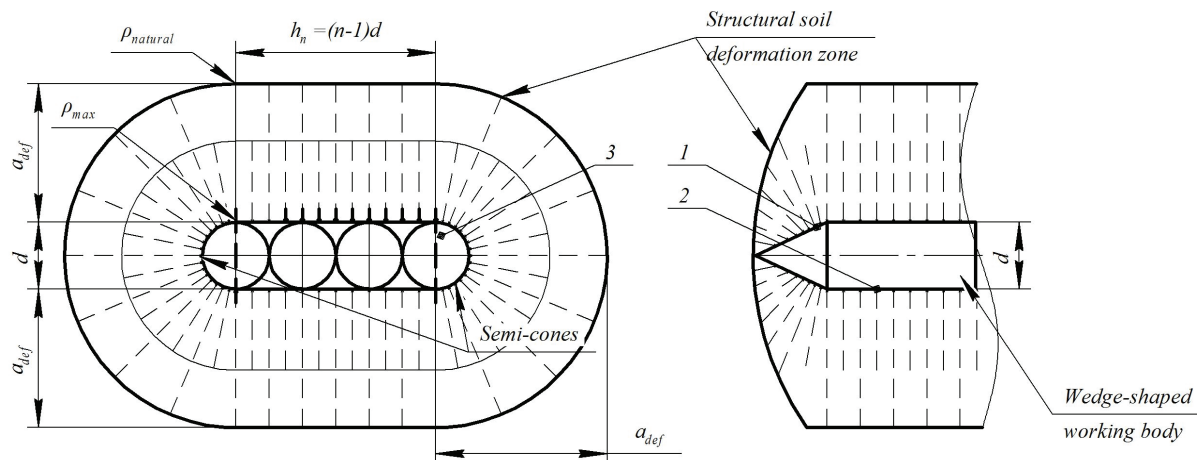 ρnatural
hn =(n-1)d
Structural soil
deformation zone
ρmax
adef
3
1
2
d
d
Semi-cones
adef
Wedge-shaped
working body
adef